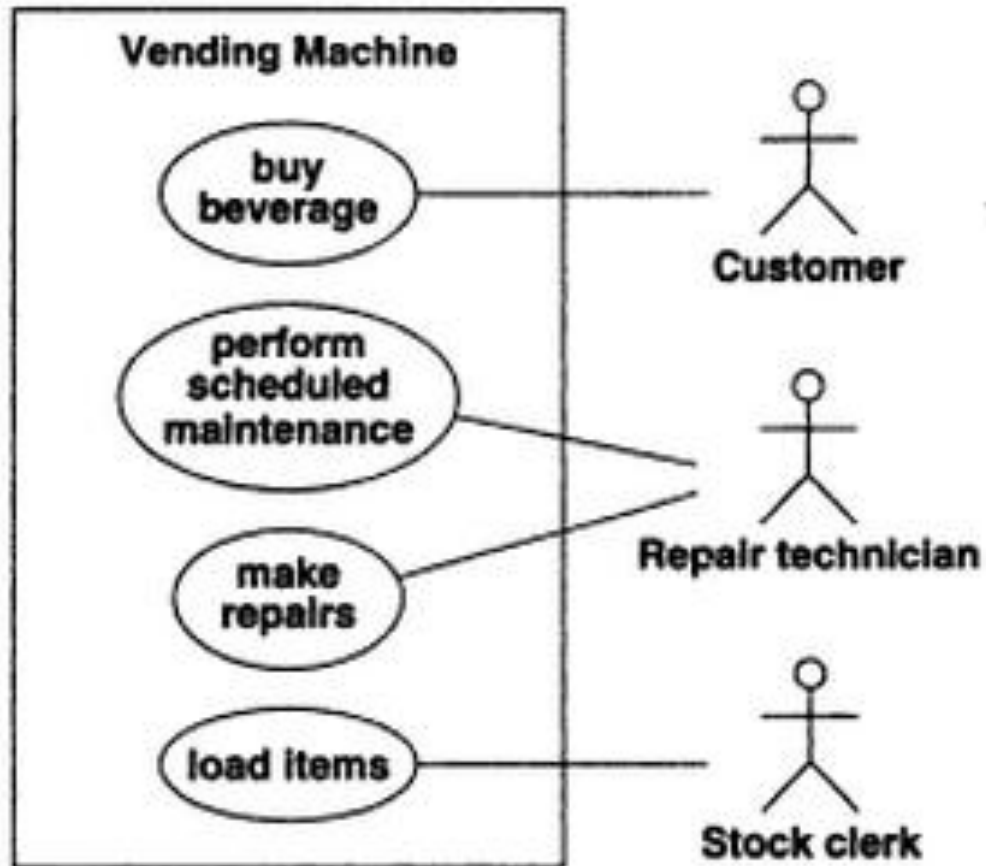 Vending Machine
buy
beverage
Customer
perform
scheduled
maintenance
Repair technician
make
repairs
load items
Stock clerk